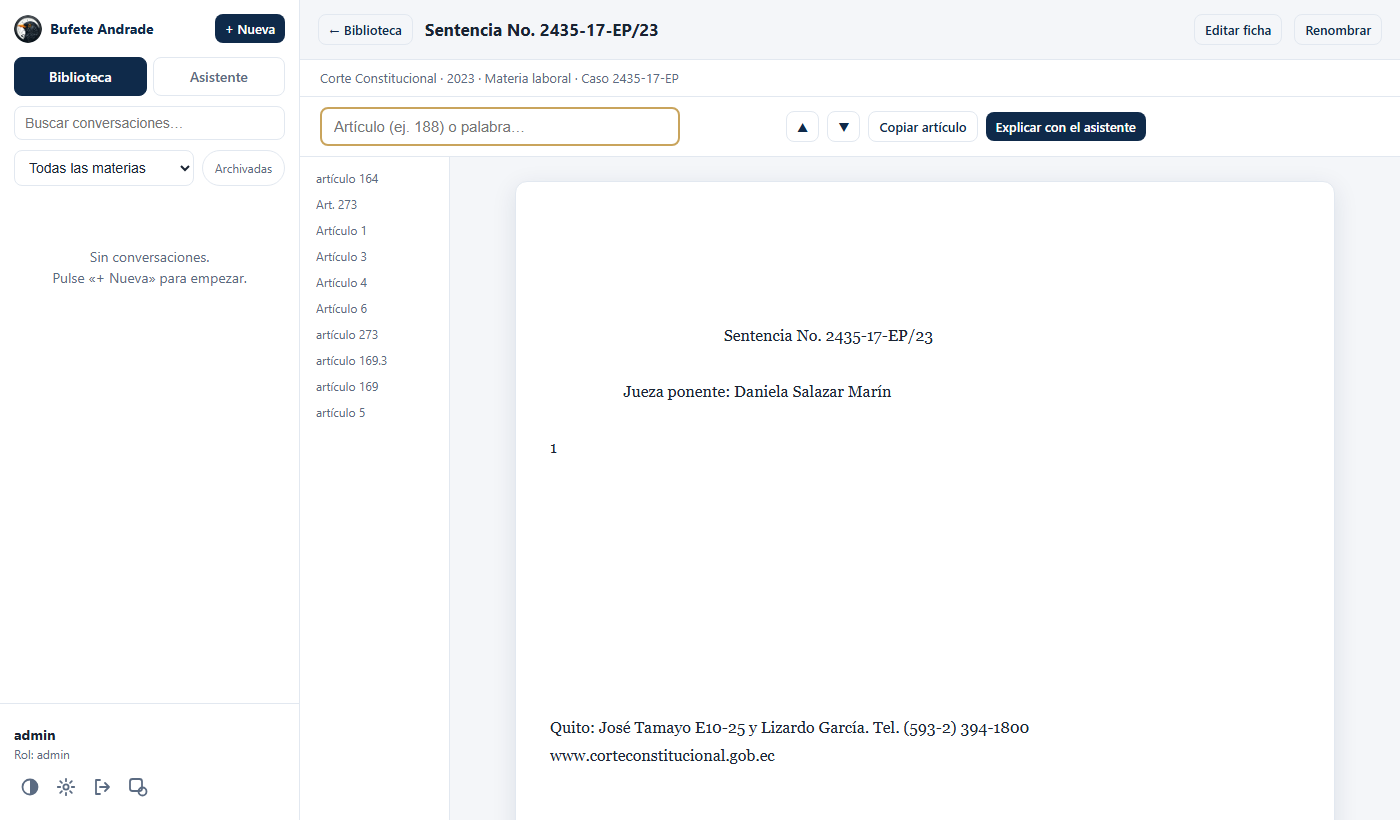 Bufete Andrade
+ Nueva
Biblioteca
Asistente
Buscar conversaciones…
Todas las materias
Archivadas
Sin conversaciones.
Pulse «+ Nueva» para empezar.
admin
Rol: admin
← Biblioteca
Sentencia No. 2435-17-EP/23
Editar ficha
Renombrar
Corte Constitucional · 2023 · Materia laboral · Caso 2435-17-EP
Artículo (ej. 188) o palabra…
▲
▼
Copiar artículo
Explicar con el asistente
artículo 164
Art. 273
Artículo 1
Artículo 3
Artículo 4
Artículo 6
artículo 273
artículo 169.3
artículo 169
artículo 5
Sentencia No. 2435-17-EP/23
Jueza ponente: Daniela Salazar Marín
1
Quito: José Tamayo E10-25 y Lizardo García. Tel. (593-2) 394-1800
www.corteconstitucional.gob.ec